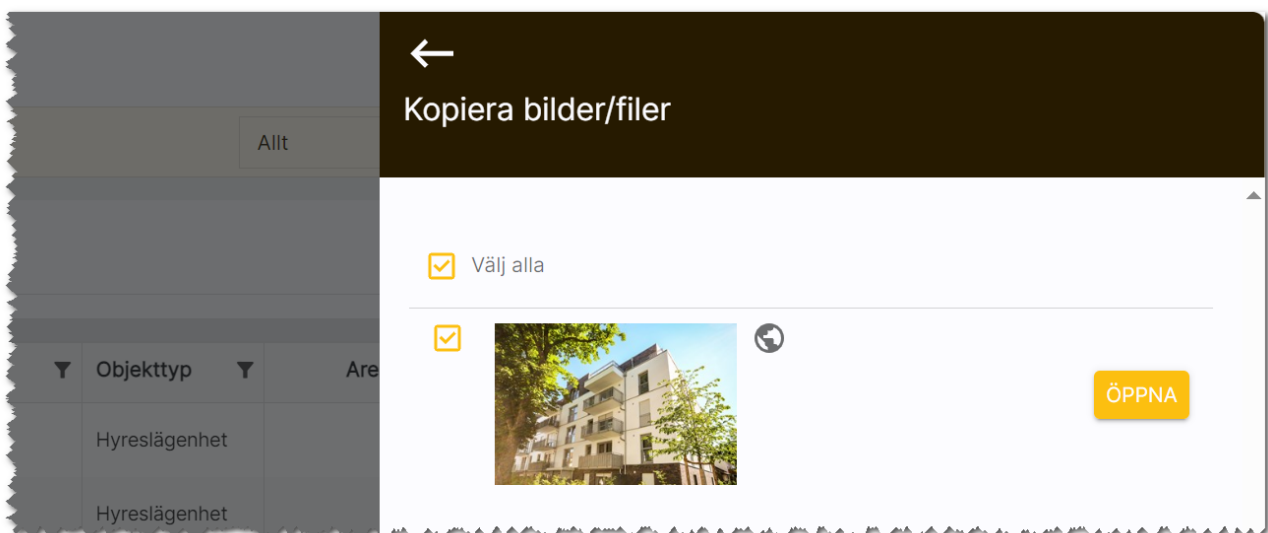 Kopiera bilder/filer
Allt
Välj alla
Objekttyp
Are
ÖPPNA
Hyreslägenhet
Hyreslägenhet